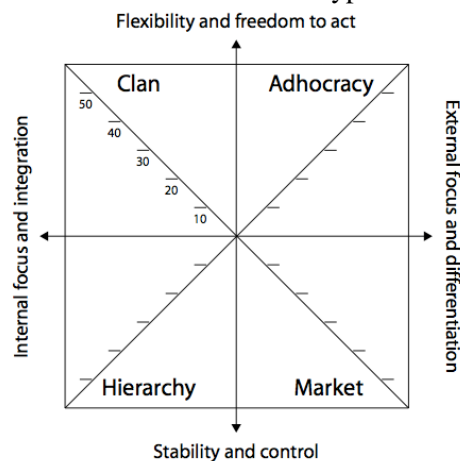 Flexibility and freedom to act
Clan
Adhocracy
50
40
30
20
10
Internal focus and integration
External focus and differentiation
Hierarchy
Market
Stability and control